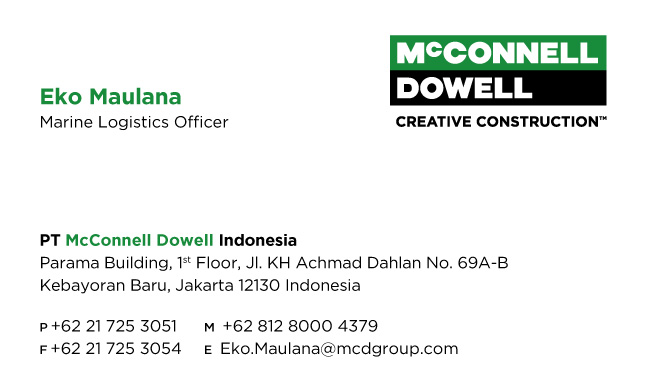 McCONNELL
DOWELL
CREATIVE CONSTRUCTION™
Eko Maulana
Marine Logistics Officer
PT McConnell Dowell Indonesia
Parama Building, 1st Floor, Jl. KH Achmad Dahlan No. 69A-B
Kebayoran Baru, Jakarta 12130 Indonesia
P +62 21 725 3051 M +62 812 8000 4379
F +62 21 725 3054 E Eko.Maulana@mcdgroup.com